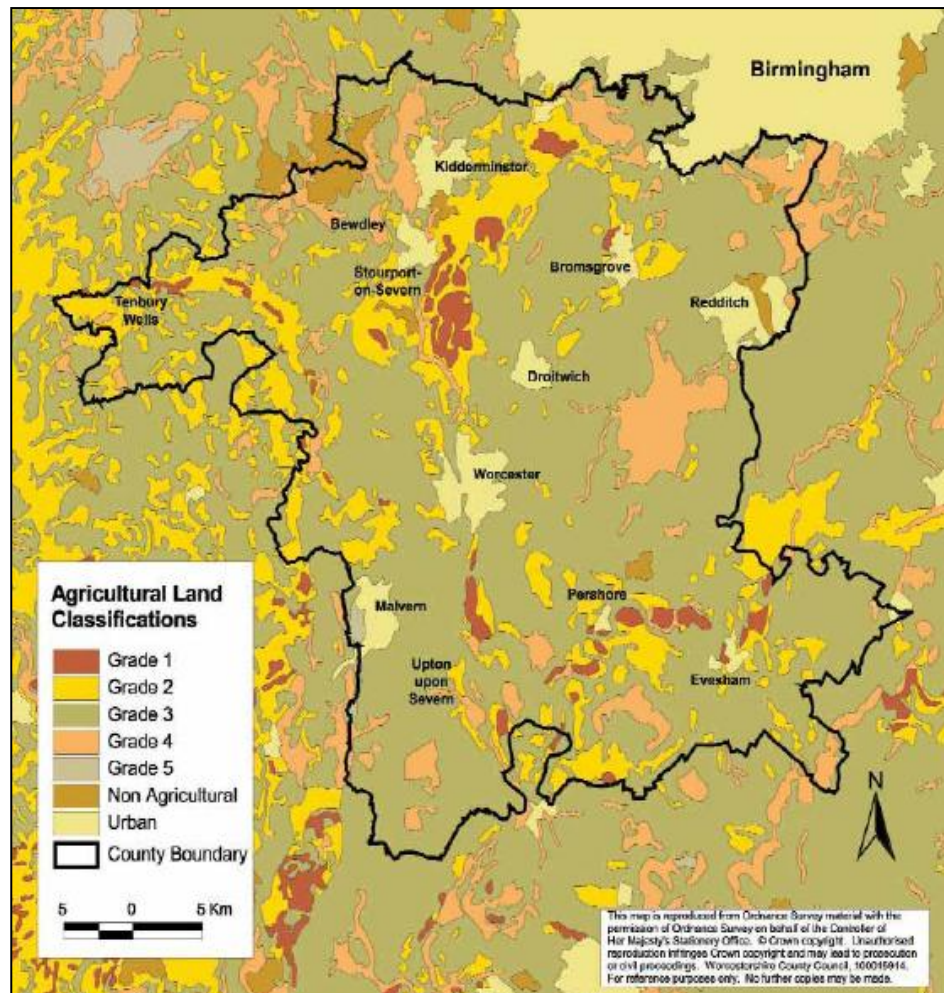 Birmingham
Kidderminster
Bewdley
Stourport-
on-Severn
Bromsgrove
Tenbury
Wells
Redditch
Droitwich
Worcester
Malvern
Pershore
Upton
upon
Severn
Evesham
Agricultural Land
Classifications
Grade 1
Grade 2
Grade 3
Grade 4
Grade 5
Non Agricultural
Urban
County Boundary
5 0 5 Km
N
This map is reproduced from Ordnance Survey material with the
permission of Ordnance Survey on behalf of the Controller of
Her Majesty's Stationery Office. © Crown copyright. Unauthorised
reproduction infringes Crown copyright and may lead to prosecution
or civil proceedings. Worcestershire County Council, 100015914.
For reference purposes only. No further copies may be made.